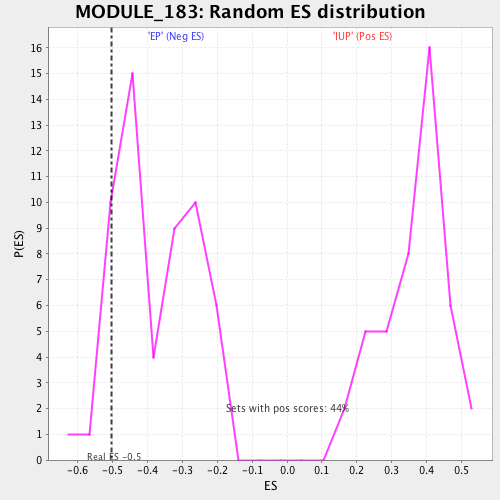 MODULE_183: Random ES distribution
'EP' (Neg ES) 'IUP' (Pos ES)
16
15
14
13
12
11
10
9
8
7
6
5
4
3
2
1
0
P(ES)
Sets with pos scores: 44%
Real ES -0.5
-0.6 -0.5 -0.4 -0.3 -0.2 -0.1 0.0 0.1 0.2 0.3 0.4 0.5
ES